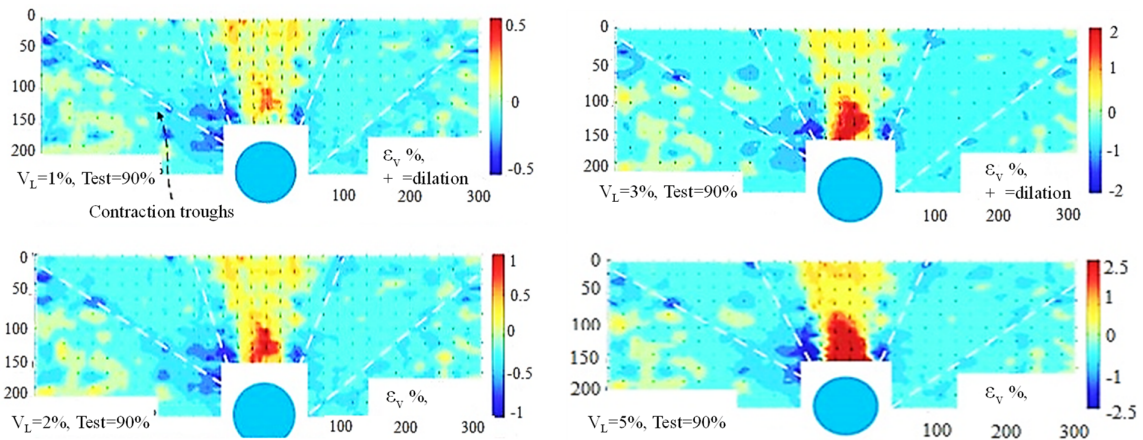 0
50
100
150
200
0.5
0
-0.5
V_L=1%, Test=90%
ε_V %,
+ =dilation
100 200 300
Contraction troughs
0
50
100
150
200
2
1
0
-1
-2
V_L=3%, Test=90%
ε_V %,
+ =dilation
100 200 300
0
50
100
150
200
1
0.5
0
-0.5
-1
V_L=2%, Test=90%
ε_V %,
100 200 300
0
50
100
150
200
2.5
1
0
-1
-2.5
V_L=5%, Test=90%
ε_V %,
100 200 300